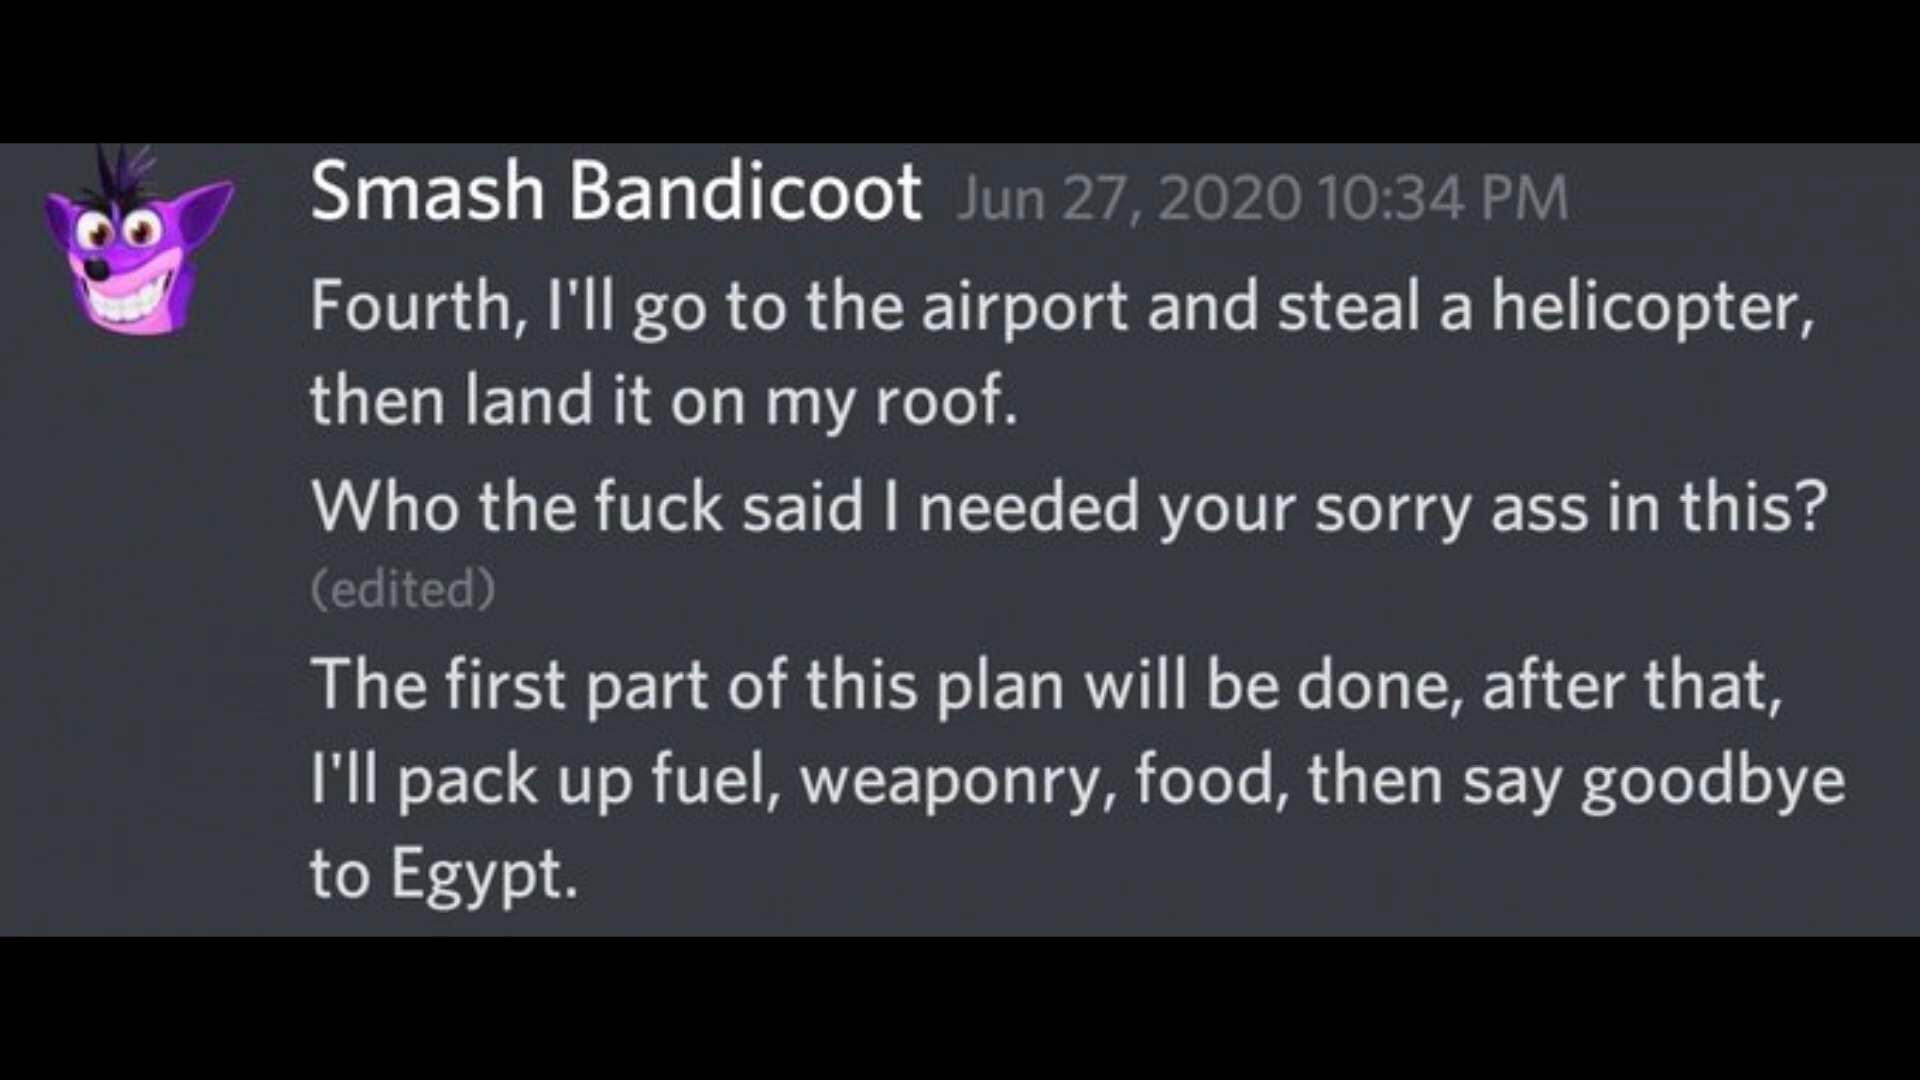 Smash Bandicoot Jun 27, 2020 10:34 PM
Fourth, I'll go to the airport and steal a helicopter,
then land it on my roof.
Who the fuck said I needed your sorry ass in this?
(edited)
The first part of this plan will be done, after that,
I'll pack up fuel, weaponry, food, then say goodbye
to Egypt.